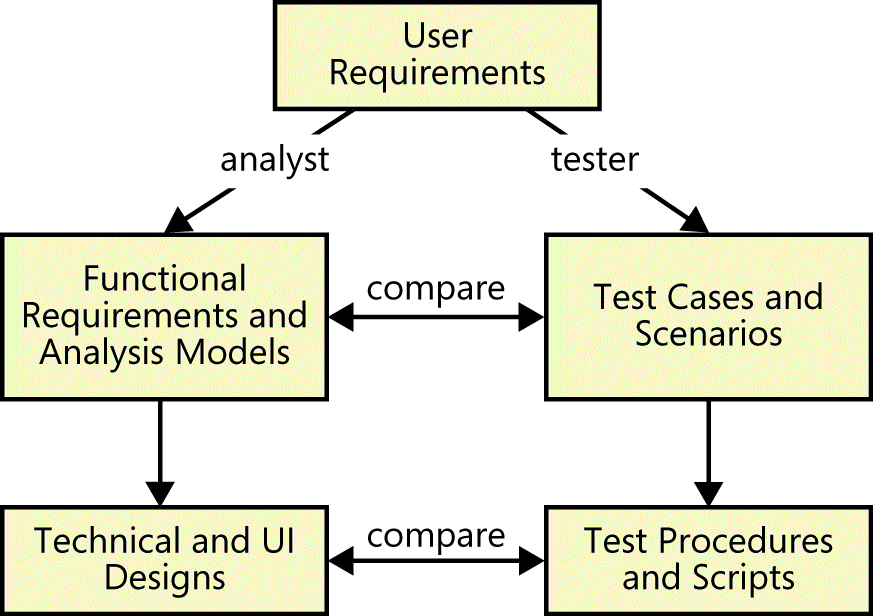 User
Requirements
analyst
tester
Functional
Requirements and
Analysis Models
compare
Test Cases and
Scenarios
Technical and UI
Designs
compare
Test Procedures
and Scripts